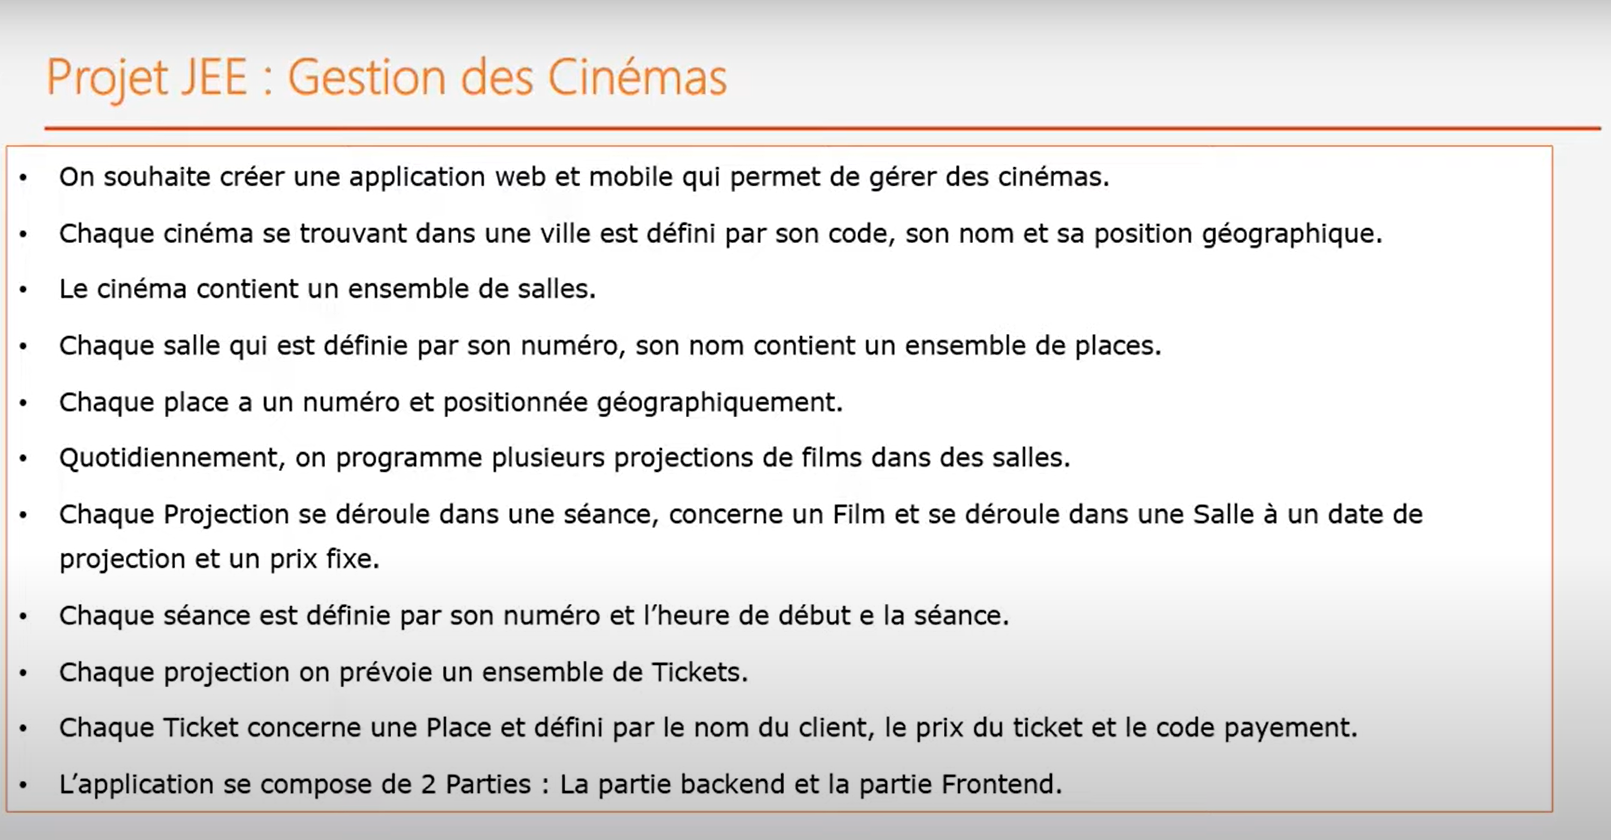 Projet JEE : Gestion des Cinémas
• On souhaite créer une application web et mobile qui permet de gérer des cinémas.
• Chaque cinéma se trouvant dans une ville est défini par son code, son nom et sa position géographique.
• Le cinéma contient un ensemble de salles.
• Chaque salle qui est définie par son numéro, son nom contient un ensemble de places.
• Chaque place a un numéro et positionnée géographiquement.
• Quotidiennement, on programme plusieurs projections de films dans des salles.
• Chaque Projection se déroule dans une séance, concerne un Film et se déroule dans une Salle à un date de
projection et un prix fixe.
• Chaque séance est définie par son numéro et l’heure de début e la séance.
• Chaque projection on prévoie un ensemble de Tickets.
• Chaque Ticket concerne une Place et défini par le nom du client, le prix du ticket et le code payement.
• L’application se compose de 2 Parties : La partie backend et la partie Frontend.